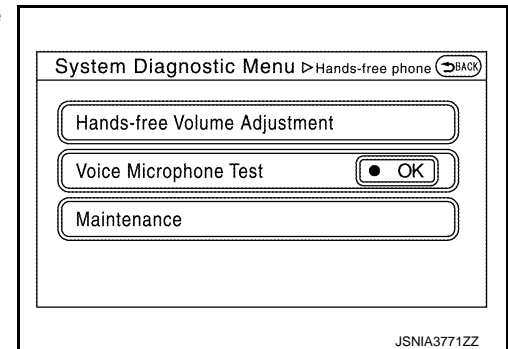 e
System Diagnostic Menu ▷Hands-free phone BACK
Hands-free Volume Adjustment
Voice Microphone Test ● OK
Maintenance
JSNIA3771ZZ